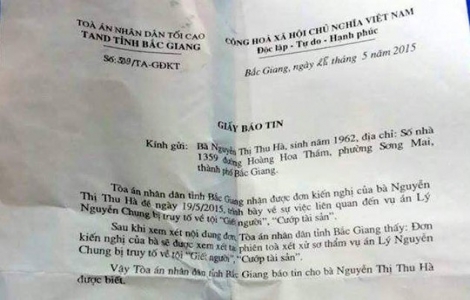 TOÀ ÁN NHÂN DÂN TỐI CAO
TAND TỈNH BẮC GIANG
Số: /TA-GĐKT
CỘNG HOÀ XÃ HỘI CHỦ NGHĨA VIỆT NAM
Độc lập - Tự do - Hanh phúc
Bắc Giang, ngày 28 tháng 5 năm 2015
GIẤY BÁO TIN
Kính gửi: Bà Nguyễn Thị Thu Hà, sinh năm 1962, địa chỉ: Số nhà
1359 đường Hoàng Hoa Thám, phường Song Mai,
thành phố Bắc Giang.
Tòa án nhân dân tỉnh Bắc Giang nhận được đơn kiến nghị của bà Nguyễn
Thị Thu Hà đề ngày 19/5/2015, trình bày về sự việc liên quan đến vụ án Lý
Nguyễn Chung bị truy tố về tội "Giết người", "Cướp tài sản".
Sau khi xem xét nội dung đơn, Toà án nhân dân tỉnh Bắc Giang thấy: Đơn
kiến nghị của bà sẽ được xem xét tại phiên toà xét xử sơ thẩm vụ án Lý Nguyễn
Chung bị truy tố về tội "Giết người", "Cướp tài sản".
Vậy Tòa án nhân dân tỉnh Bắc Giang báo tin cho bà Nguyễn Thị Thu Hà
được biết.